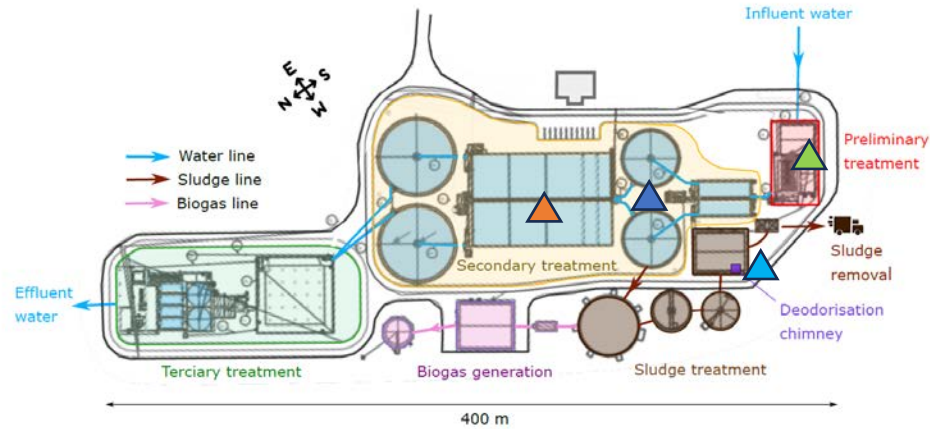 Influent water
E
S
N
W
Water line
Sludge line
Biogas line
Preliminary
treatment
Secondary treatment
Sludge
removal
Effluent
water
Deodorisation
chimney
Terciary treatment
Biogas generation
Sludge treatment
400 m